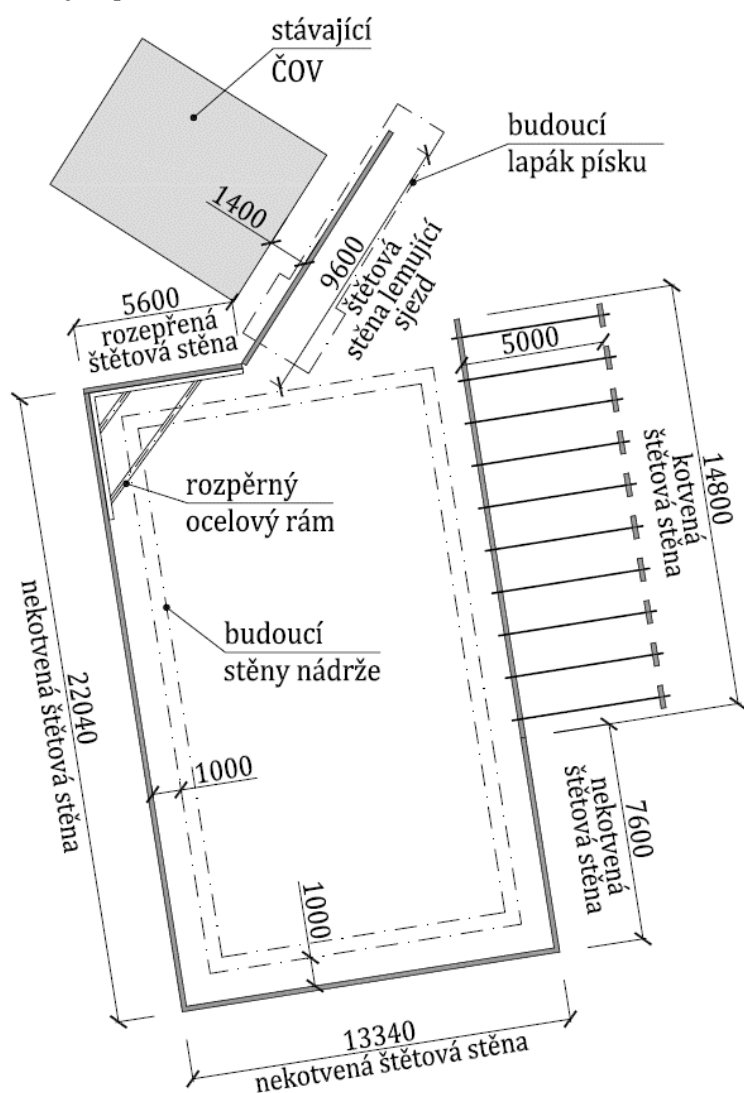 stávající
ČOV
budoucí
lapák písku
1400
9600
štětová
stěna lemující
sjezd
5600
rozepřená
štětová stěna
5000
14800
kotvená
štětová stěna
rozpěrný
ocelový rám
budoucí
stěny nádrže
22040
nekotvená štětová stěna
1000
7600
nekotvená
štětová stěna
1000
13340
nekotvená štětová stěna